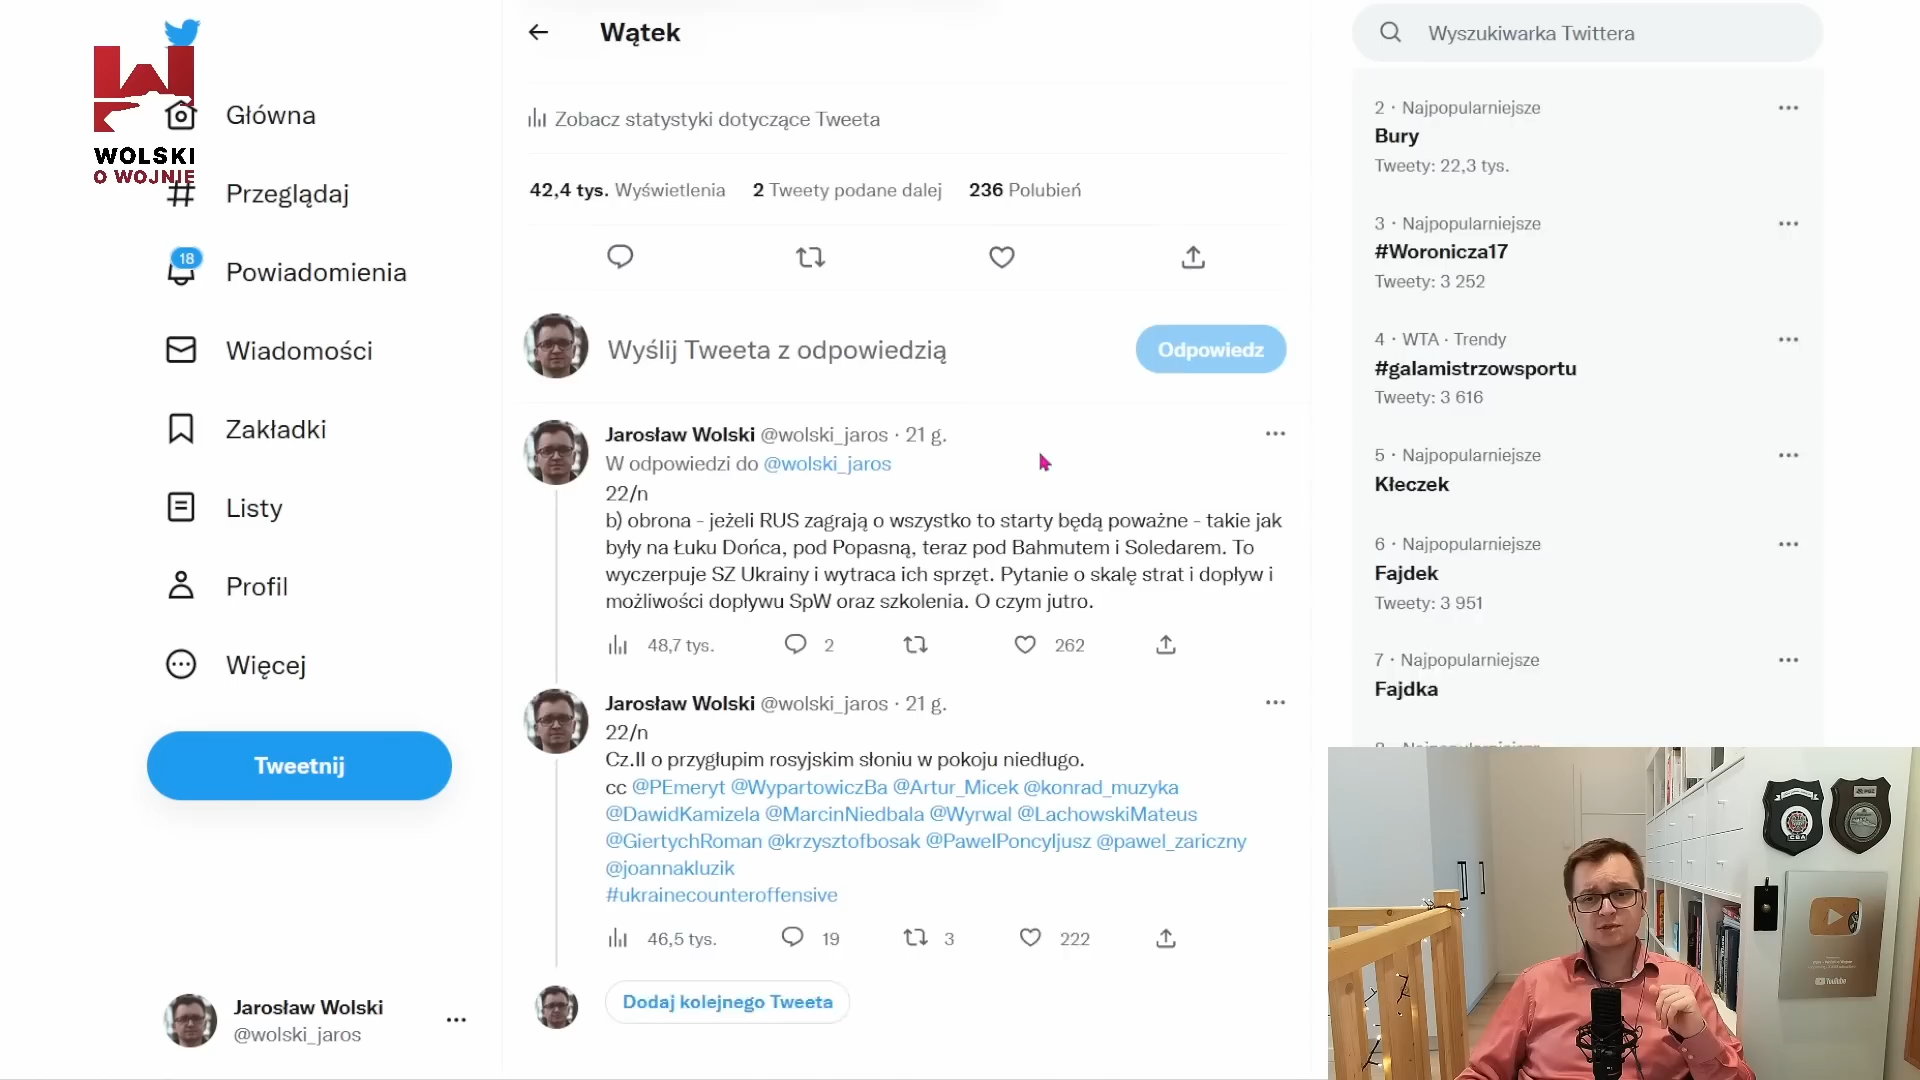 WOLSKI
O WOJNIE
Główna
Przeglądaj
18
Powiadomienia
Wiadomości
Zakładki
Listy
Profil
Więcej
Tweetnij
Jarosław Wolski
@wolski_jaros
Wątek
Zobacz statystyki dotyczące Tweeta
42,4 tys. Wyświetlenia 2 Tweety podane dalej 236 Polubień
Wyślij Tweeta z odpowiedzią
Odpowiedz
Jarosław Wolski @wolski_jaros · 21 g.
W odpowiedzi do @wolski_jaros
22/n
b) obrona - jeżeli RUS zagrają o wszystko to starty będą poważne - takie jak
były na Łuku Dońca, pod Popasną, teraz pod Bahmutem i Soledarem. To
wyczerpuje SZ Ukrainy i wytraca ich sprzęt. Pytanie o skalę strat i dopływ i
możliwości dopływu SpW oraz szkolenia. O czym jutro.
48,7 tys. 2 262
Jarosław Wolski @wolski_jaros · 21 g.
22/n
Cz.II o przygłupim rosyjskim słoniu w pokoju niedługo.
cc @PEmeryt @WypartowiczBa @Artur_Micek @konrad_muzyka
@DawidKamizela @MarcinNiedbala @Wyrwal @LachowskiMateus
@GiertychRoman @krzysztofbosak @PawelPoncyljusz @pawel_zariczny
@joannakluzik
#ukrainecounteroffensive
46,5 tys. 19 3 222
Dodaj kolejnego Tweeta
Wyszukiwarka Twittera
2 · Najpopularniejsze
Bury
Tweety: 22,3 tys.
3 · Najpopularniejsze
#Woronicza17
Tweety: 3 252
4 · WTA · Trendy
#galamistrzowsportu
Tweety: 3 616
5 · Najpopularniejsze
Kłeczek
6 · Najpopularniejsze
Fajdek
Tweety: 3 951
7 · Najpopularniejsze
Fajdka
YouTube